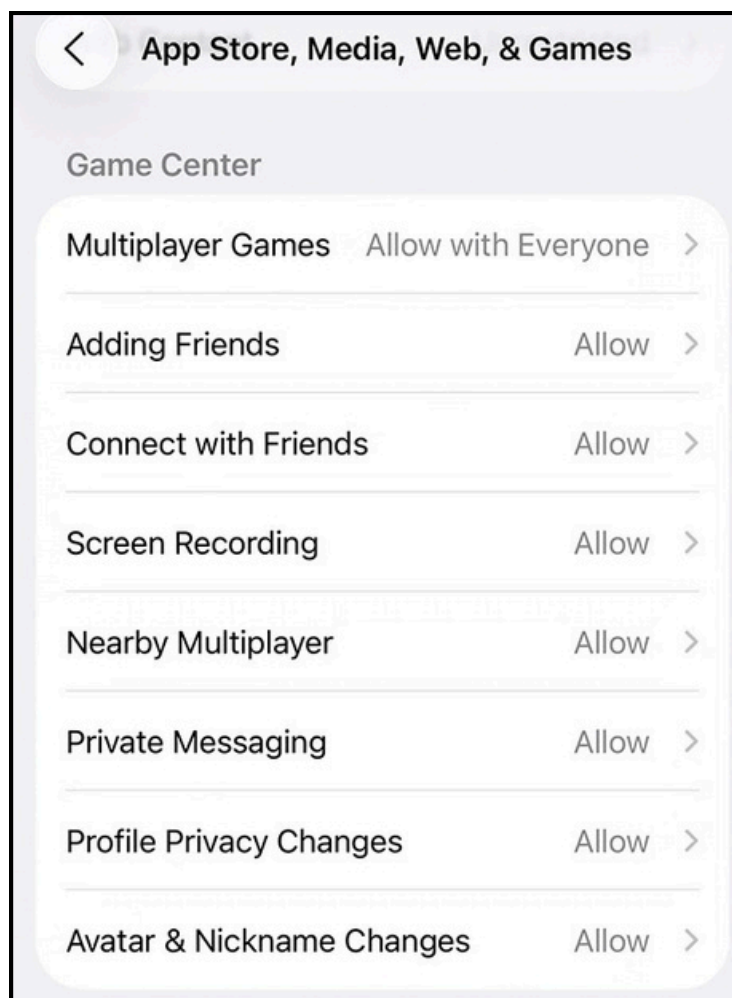 App Store, Media, Web, & Games
Game Center
Multiplayer Games Allow with Everyone
Adding Friends Allow
Connect with Friends Allow
Screen Recording Allow
Nearby Multiplayer Allow
Private Messaging Allow
Profile Privacy Changes Allow
Avatar & Nickname Changes Allow